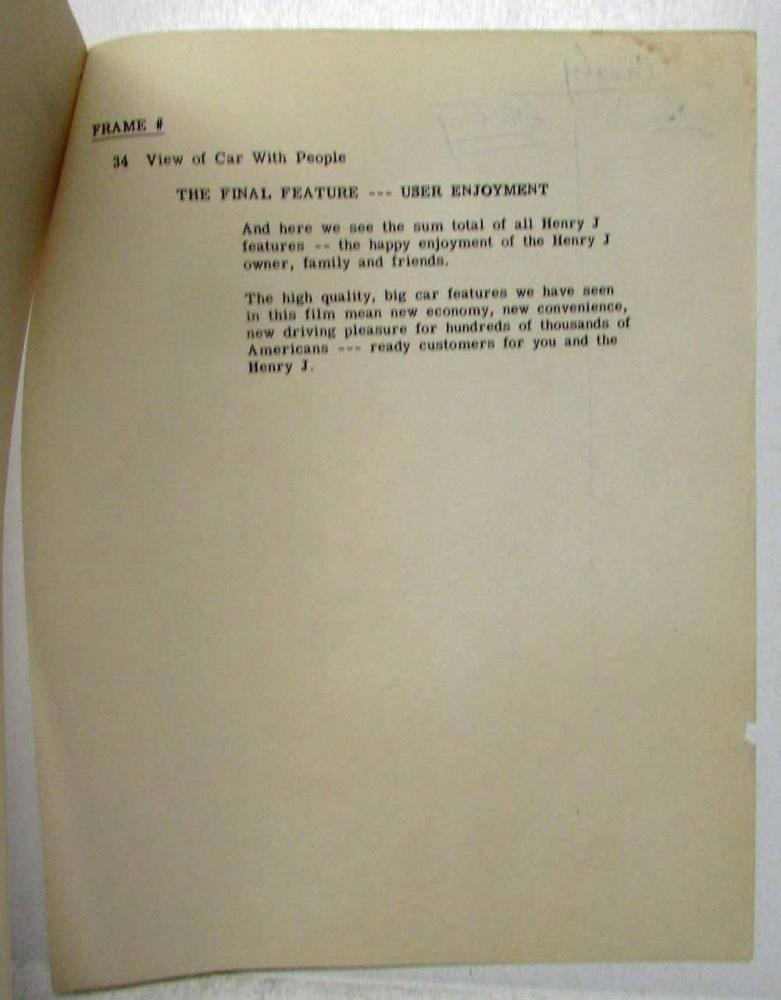 FRAME #
34 View of Car With People
THE FINAL FEATURE --- USER ENJOYMENT
And here we see the sum total of all Henry J
features -- the happy enjoyment of the Henry J
owner, family and friends.
The high quality, big car features we have seen
in this film mean new economy, new convenience,
new driving pleasure for hundreds of thousands of
Americans --- ready customers for you and the
Henry J.